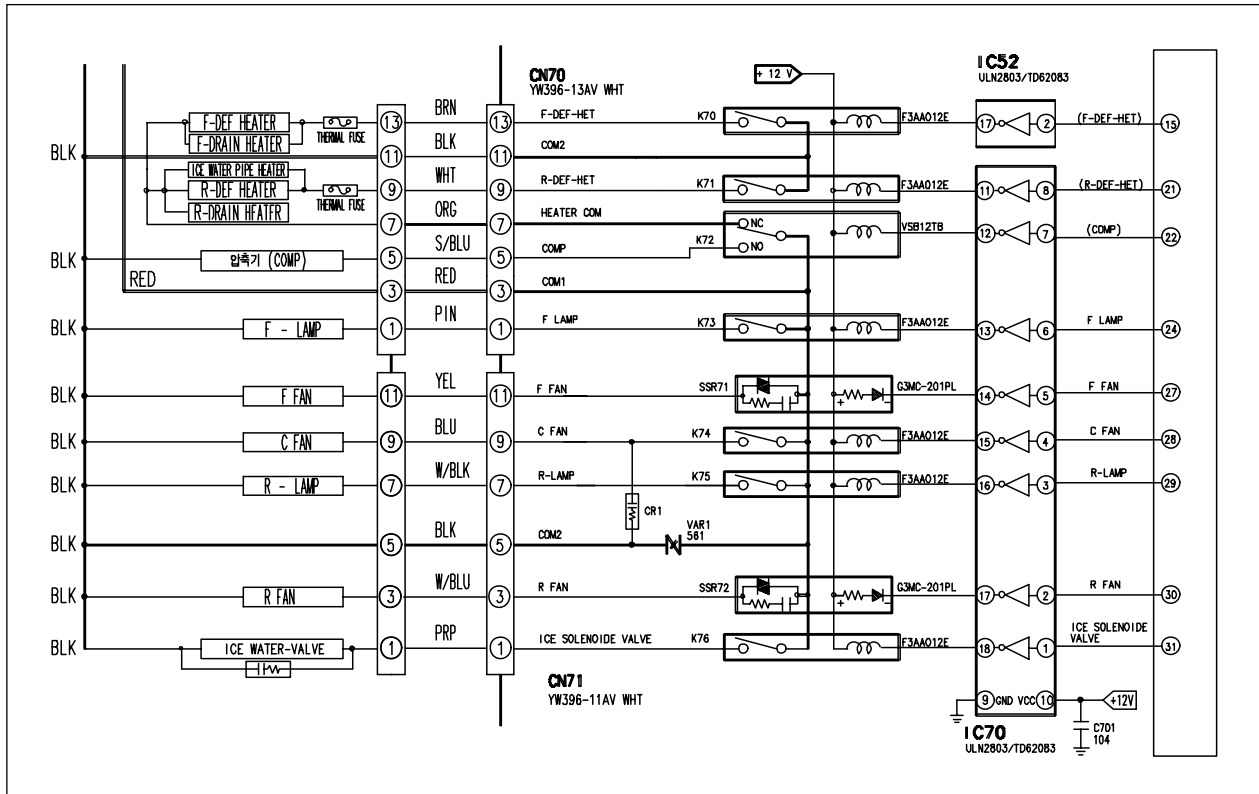 CN70
YW396-13AV WHT
+ 12 V
IC52
ULN2803/TD62083
F-DEF HEATER
F-DRAIN HEATER
THERMAL FUSE
13 BRN 13 F-DEF-HET K70 F3AA012E 17 2 (F-DEF-HET) 15
BLK 11 BLK 11 COM2
ICE WATER PIPE HEATER
R-DEF HEATER
R-DRAIN HEATER
THERMAL FUSE
9 WHT 9 R-DEF-HET K71 F3AA012E 11 8 (R-DEF-HET) 21
7 ORG 7 HEATER COM NC VSB12TB 12 7 (COMP) 22
K72 NO
BLK 압축기 (COMP) 5 S/BLU 5 COMP
RED 3 RED 3 COM1
BLK F - LAMP 1 PIN 1 F LAMP K73 F3AA012E 13 6 F LAMP 24
BLK F FAN 11 YEL 11 F FAN SSR71 + - G3MC-201PL 14 5 F FAN 27
BLK C FAN 9 BLU 9 C FAN K74 F3AA012E 15 4 C FAN 28
BLK R - LAMP 7 W/BLK 7 R-LAMP K75 F3AA012E 16 3 R-LAMP 29
CR1
VAR1
561
BLK 5 BLK 5 COM2
BLK R FAN 3 W/BLU 3 R FAN SSR72 + - G3MC-201PL 17 2 R FAN 30
BLK ICE WATER-VALVE 1 PRP 1 ICE SOLENOIDE VALVE K76 F3AA012E 18 1 ICE SOLENOIDE VALVE 31
CN71
YW396-11AV WHT
9 GND VCC 10 +12V
C701
104
IC70
ULN2803/TD62083